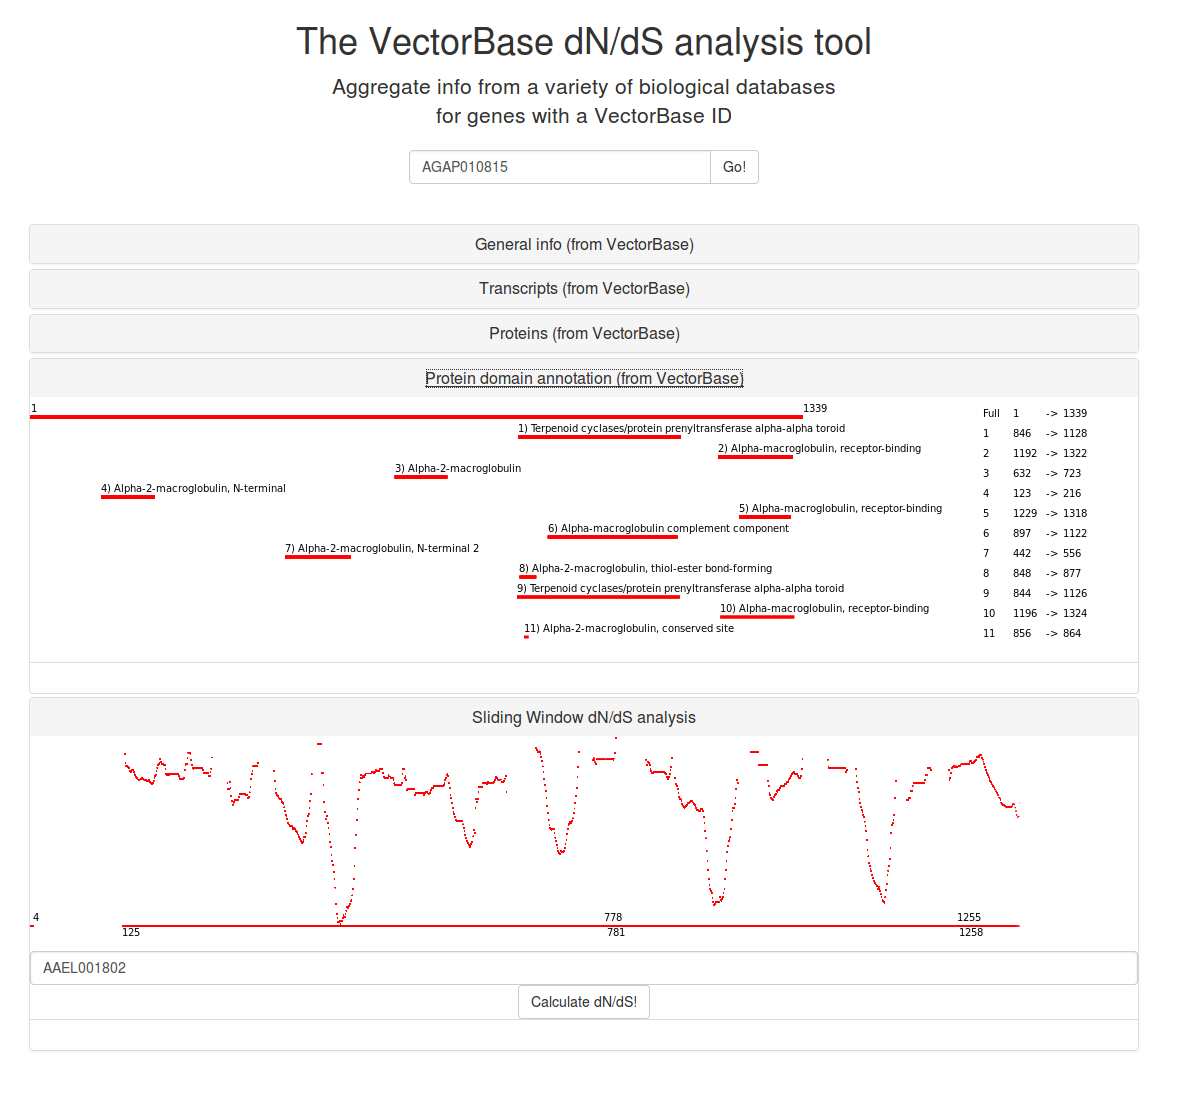 The VectorBase dN/dS analysis tool
Aggregate info from a variety of biological databases
for genes with a VectorBase ID
AGAP010815 Go!
General info (from VectorBase)
Transcripts (from VectorBase)
Proteins (from VectorBase)
Protein domain annotation (from VectorBase)
1 1339 Full 1 -> 1339
1) Terpenoid cyclases/protein prenyltransferase alpha-alpha toroid 1 846 -> 1128
2) Alpha-macroglobulin, receptor-binding 2 1192 -> 1322
3) Alpha-2-macroglobulin 3 632 -> 723
4) Alpha-2-macroglobulin, N-terminal 4 123 -> 216
5) Alpha-macroglobulin, receptor-binding 5 1229 -> 1318
6) Alpha-macroglobulin complement component 6 897 -> 1122
7) Alpha-2-macroglobulin, N-terminal 2 7 442 -> 556
8) Alpha-2-macroglobulin, thiol-ester bond-forming 8 848 -> 877
9) Terpenoid cyclases/protein prenyltransferase alpha-alpha toroid 9 844 -> 1126
10) Alpha-macroglobulin, receptor-binding 10 1196 -> 1324
11) Alpha-2-macroglobulin, conserved site 11 856 -> 864
Sliding Window dN/dS analysis
4 778 1255
125 781 1258
AAEL001802
Calculate dN/dS!